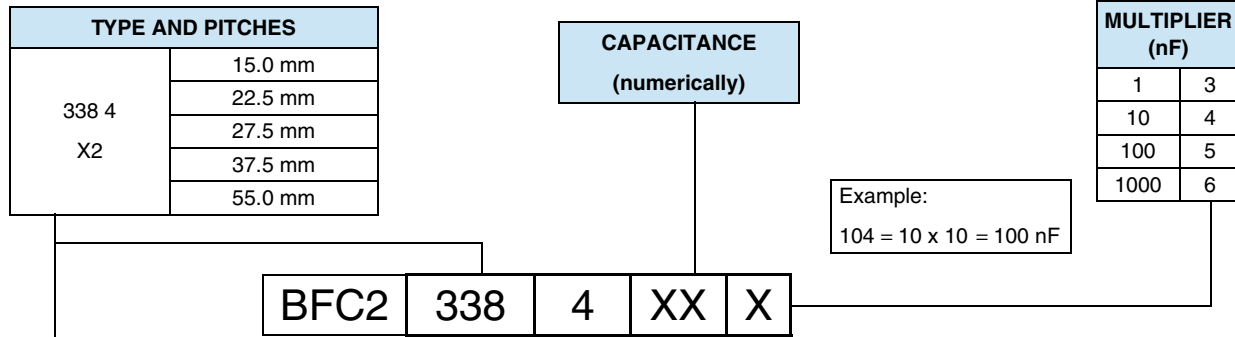 TYPE AND PITCHES
338 4
X2
15.0 mm
22.5 mm
27.5 mm
37.5 mm
55.0 mm
CAPACITANCE
(numerically)
MULTIPLIER
(nF)
1 3
10 4
100 5
1000 6
Example:
104 = 10 x 10 = 100 nF
BFC2 338 4 XX X